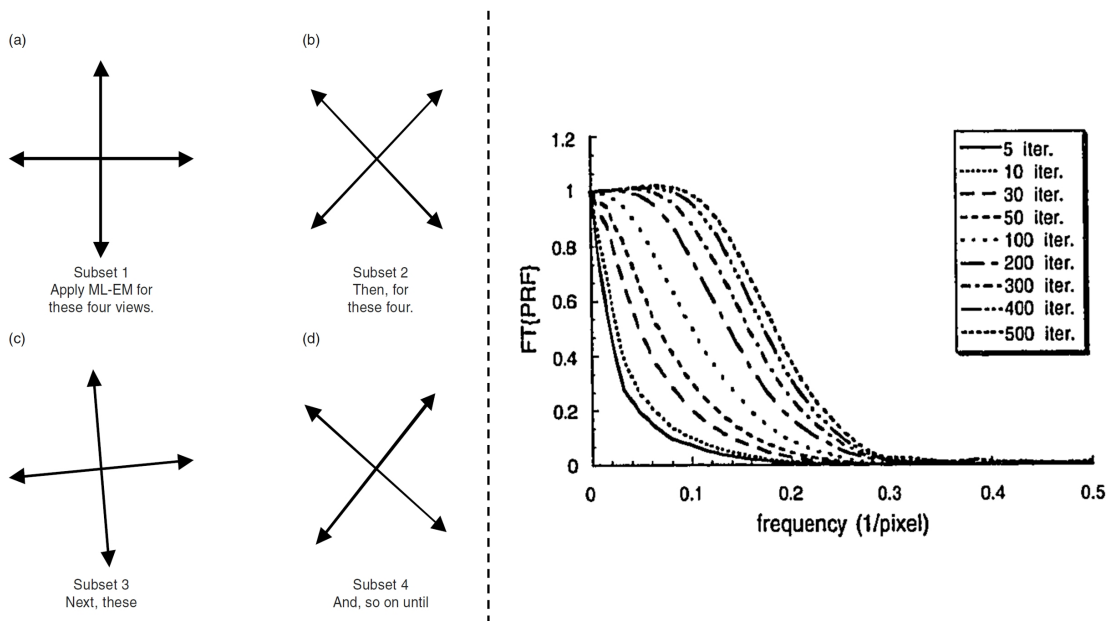 (a)
(b)
Subset 1
Apply ML-EM for
these four views.
Subset 2
Then, for
these four.
(c)
(d)
Subset 3
Next, these
Subset 4
And, so on until
FT{PRF}
1.2
1
0.8
0.6
0.4
0.2
0
0 0.1 0.2 0.3 0.4 0.5
frequency (1/pixel)
5 iter.
10 iter.
30 iter.
50 iter.
100 iter.
200 iter.
300 iter.
400 iter.
500 iter.